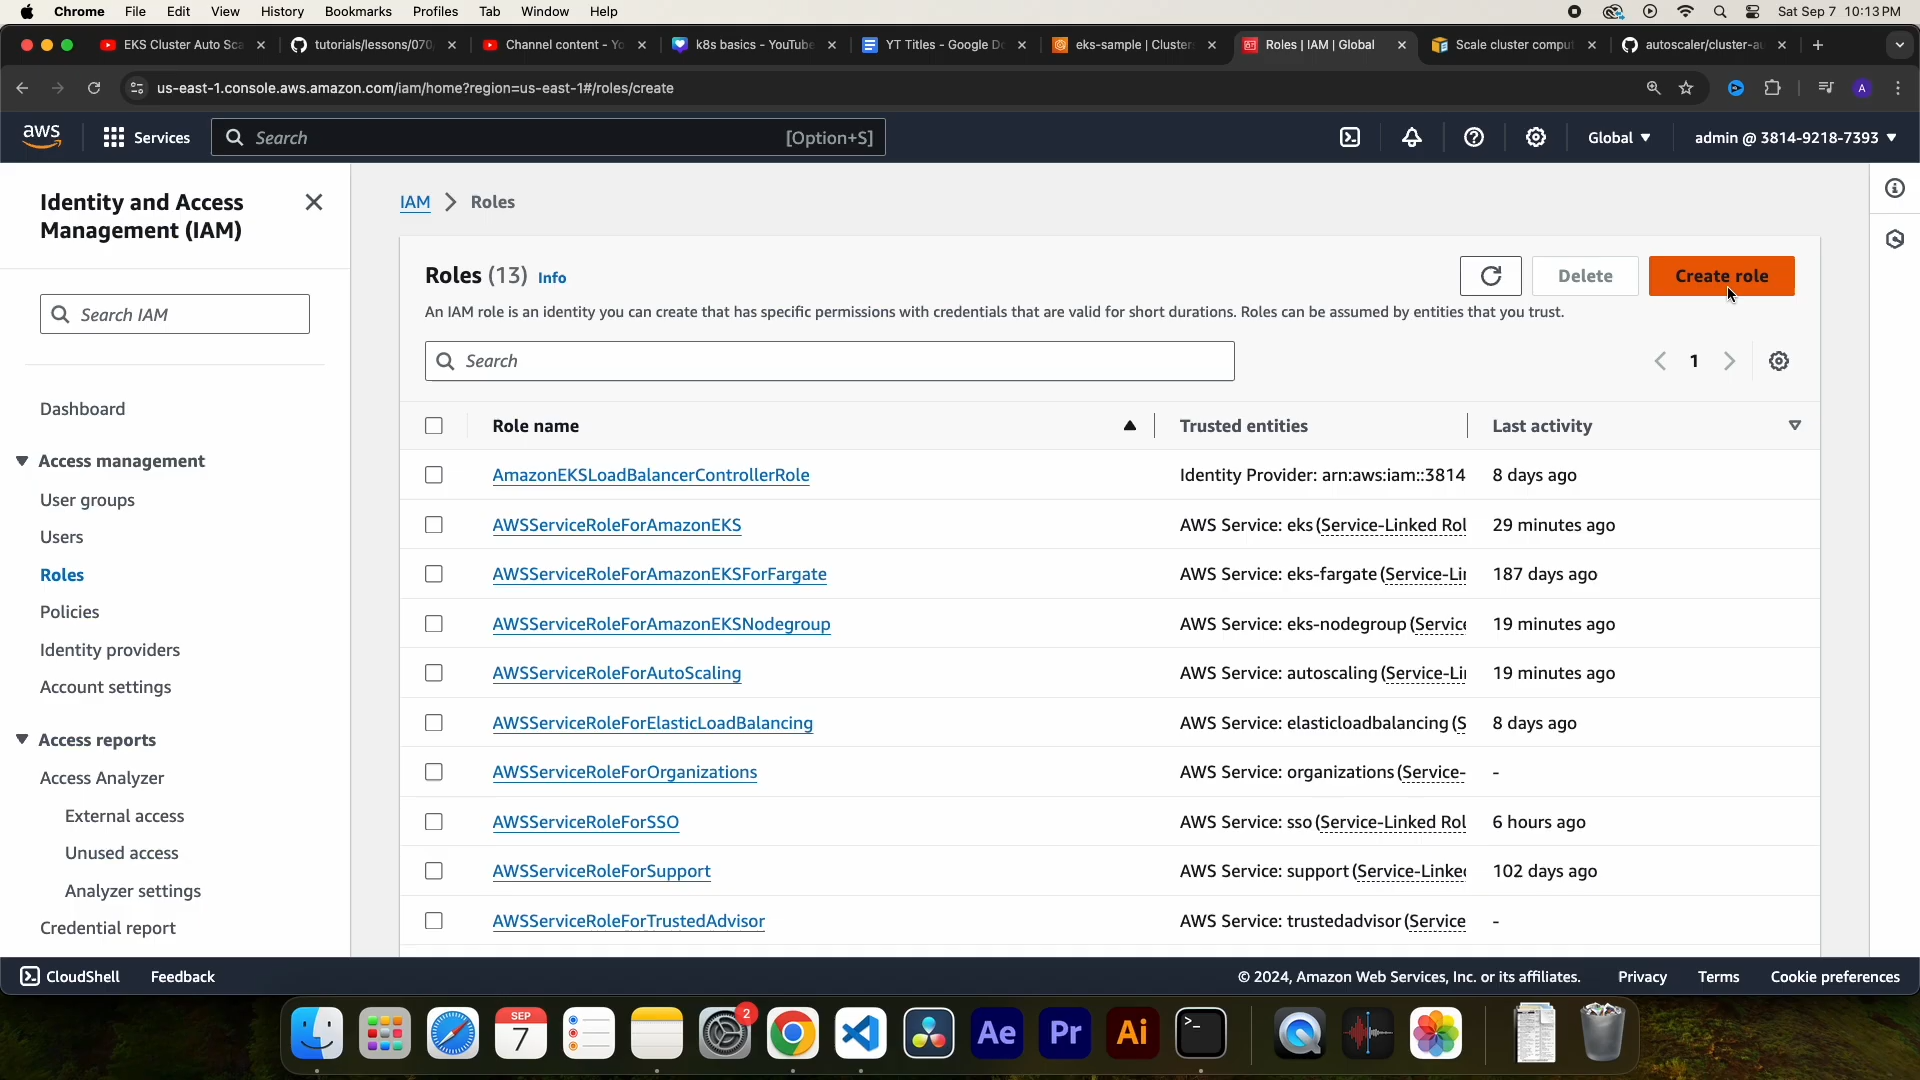 Chrome File Edit View History Bookmarks Profiles Tab Window Help Sat Sep 7 10:13 PM
EKS Cluster Auto Sca tutorials/lessons/070 Channel content - Yo k8s basics - YouTube YT Titles - Google Do eks-sample | Cluster Roles | IAM | Global Scale cluster compu autoscaler/cluster-au
us-east-1.console.aws.amazon.com/iam/home?region=us-east-1#/roles/create A
aws Services Search [Option+S] Global admin @ 3814-9218-7393
Identity and Access
Management (IAM)
Search IAM
Dashboard
Access management
User groups
Users
Roles
Policies
Identity providers
Account settings
Access reports
Access Analyzer
External access
Unused access
Analyzer settings
Credential report
IAM > Roles
Roles (13) Info Delete Create role
An IAM role is an identity you can create that has specific permissions with credentials that are valid for short durations. Roles can be assumed by entities that you trust.
Search 1
Role name Trusted entities Last activity
AmazonEKSLoadBalancerControllerRole Identity Provider: arn:aws:iam::3814 8 days ago
AWSServiceRoleForAmazonEKS AWS Service: eks (Service-Linked Rol 29 minutes ago
AWSServiceRoleForAmazonEKSForFargate AWS Service: eks-fargate (Service-Li 187 days ago
AWSServiceRoleForAmazonEKSNodegroup AWS Service: eks-nodegroup (Service 19 minutes ago
AWSServiceRoleForAutoScaling AWS Service: autoscaling (Service-Li 19 minutes ago
AWSServiceRoleForElasticLoadBalancing AWS Service: elasticloadbalancing (S 8 days ago
AWSServiceRoleForOrganizations AWS Service: organizations (Service- -
AWSServiceRoleForSSO AWS Service: sso (Service-Linked Rol 6 hours ago
AWSServiceRoleForSupport AWS Service: support (Service-Linked 102 days ago
AWSServiceRoleForTrustedAdvisor AWS Service: trustedadvisor (Service -
CloudShell Feedback © 2024, Amazon Web Services, Inc. or its affiliates. Privacy Terms Cookie preferences
SEP
7
2
Ae
Pr
Ai